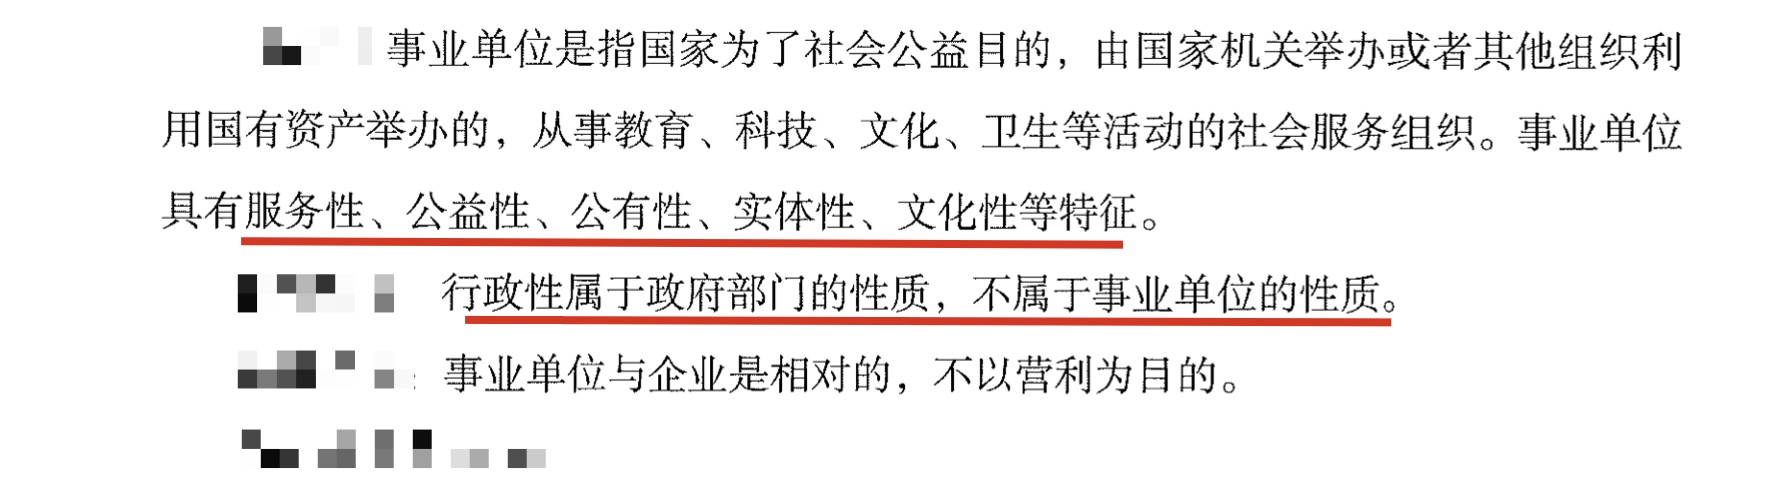 事业单位是指国家为了社会公益目的，由国家机关举办或者其他组织利
用国有资产举办的，从事教育、科技、文化、卫生等活动的社会服务组织。事业单位
具有服务性、公益性、公有性、实体性、文化性等特征。
行政性属于政府部门的性质，不属于事业单位的性质。
：事业单位与企业是相对的，不以营利为目的。